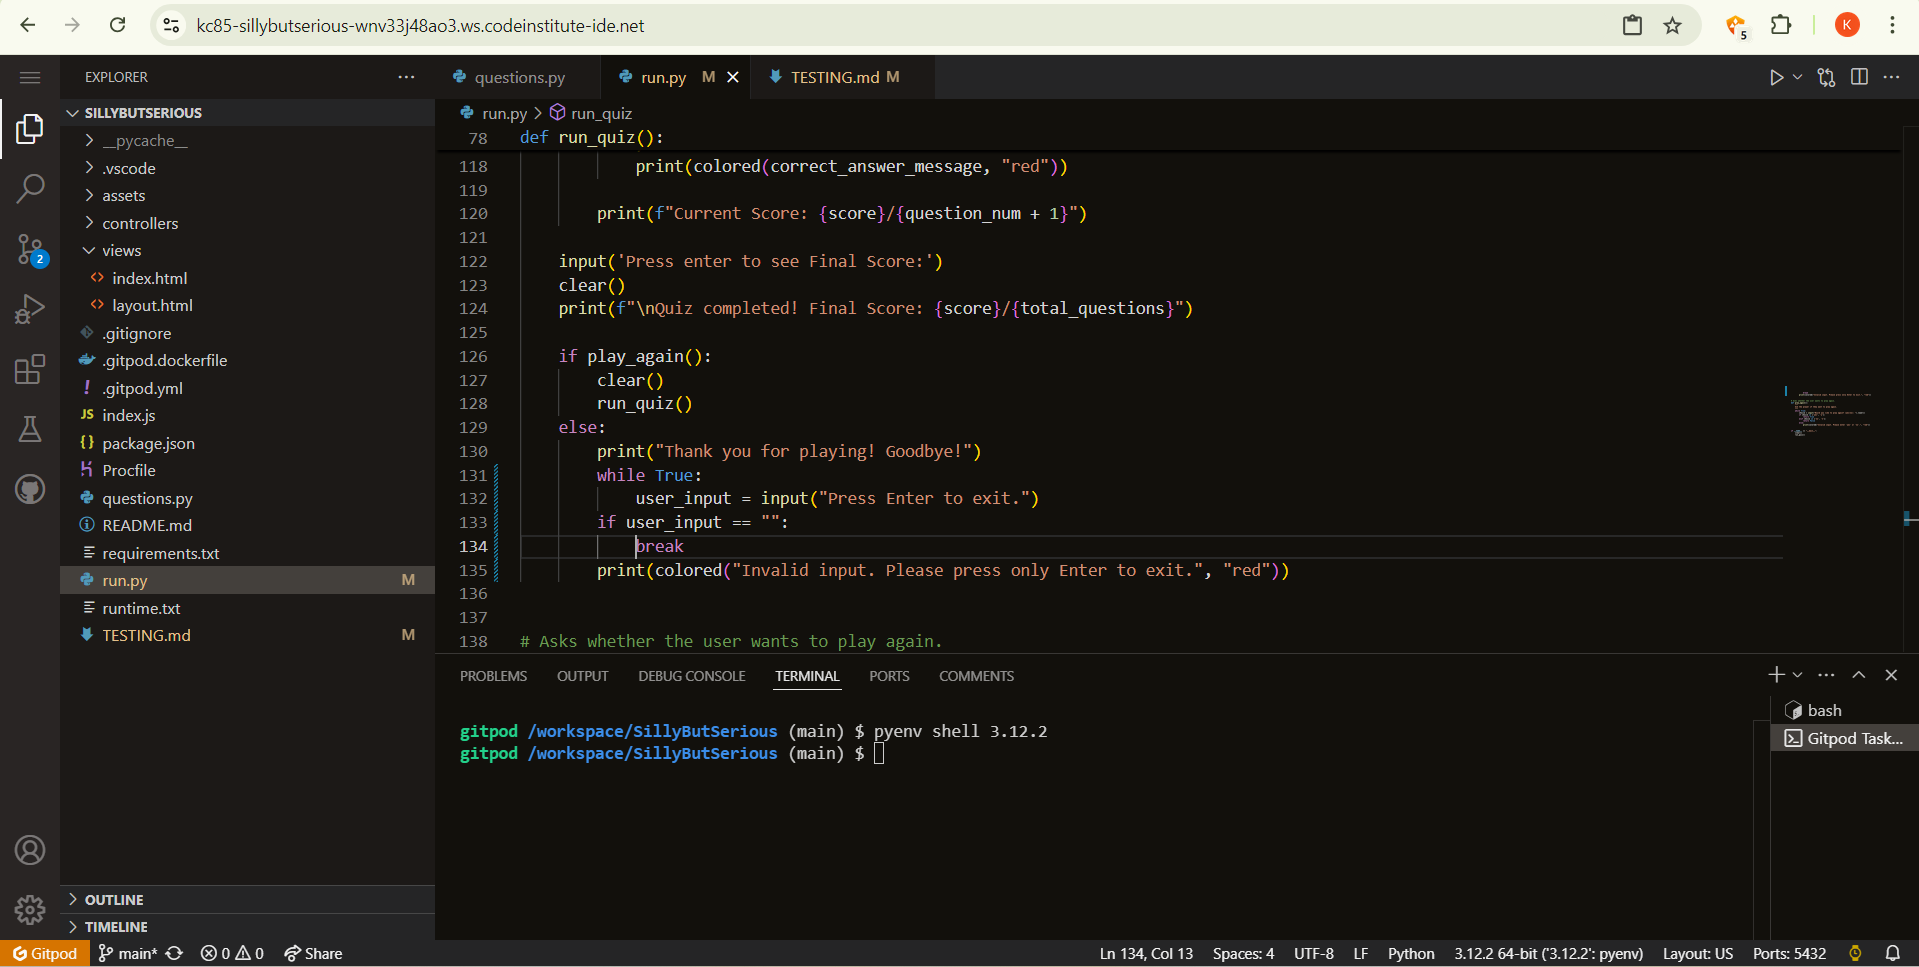 kc85-sillybutserious-wnv33j48ao3.ws.codeinstitute-ide.net
5
K
EXPLORER
questions.py
run.py M
TESTING.md M
SILLYBUTSERIOUS
__pycache__
.vscode
assets
controllers
views
<> index.html
<> layout.html
.gitignore
.gitpod.dockerfile
! .gitpod.yml
JS index.js
{} package.json
Procfile
questions.py
README.md
requirements.txt
run.py M
runtime.txt
TESTING.md M
2
OUTLINE
TIMELINE
run.py > run_quiz
78 def run_quiz():
118 print(colored(correct_answer_message, "red"))
119
120 print(f"Current Score: {score}/{question_num + 1}")
121
122 input('Press enter to see Final Score:')
123 clear()
124 print(f"\nQuiz completed! Final Score: {score}/{total_questions}")
125
126 if play_again():
127 clear()
128 run_quiz()
129 else:
130 print("Thank you for playing! Goodbye!")
131 while True:
132 user_input = input("Press Enter to exit.")
133 if user_input == "":
134 break
135 print(colored("Invalid input. Please press only Enter to exit.", "red"))
136
137
138 # Asks whether the user wants to play again.
PROBLEMS OUTPUT DEBUG CONSOLE TERMINAL PORTS COMMENTS
gitpod /workspace/SillyButSerious (main) $ pyenv shell 3.12.2
gitpod /workspace/SillyButSerious (main) $
bash
Gitpod Task...
Gitpod main* 0 0 Share
Ln 134, Col 13 Spaces: 4 UTF-8 LF Python 3.12.2 64-bit ('3.12.2': pyenv) Layout: US Ports: 5432